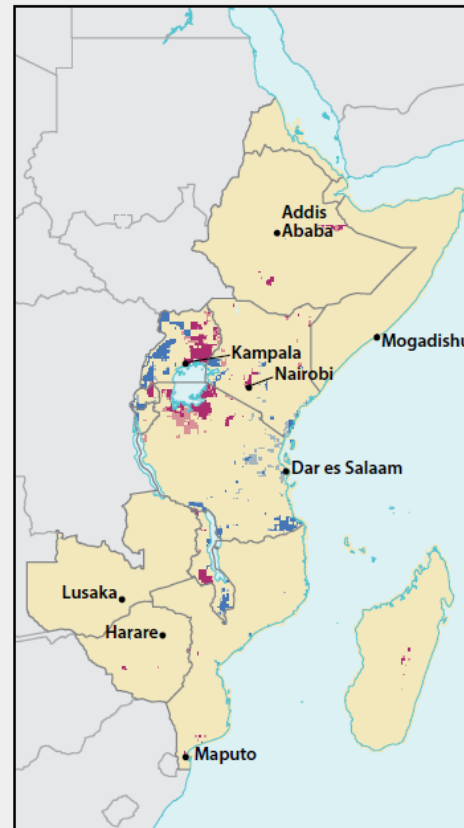 Addis
Ababa
Mogadishu
Kampala
Nairobi
Dar es Salaam
Lusaka
Harare
Maputo